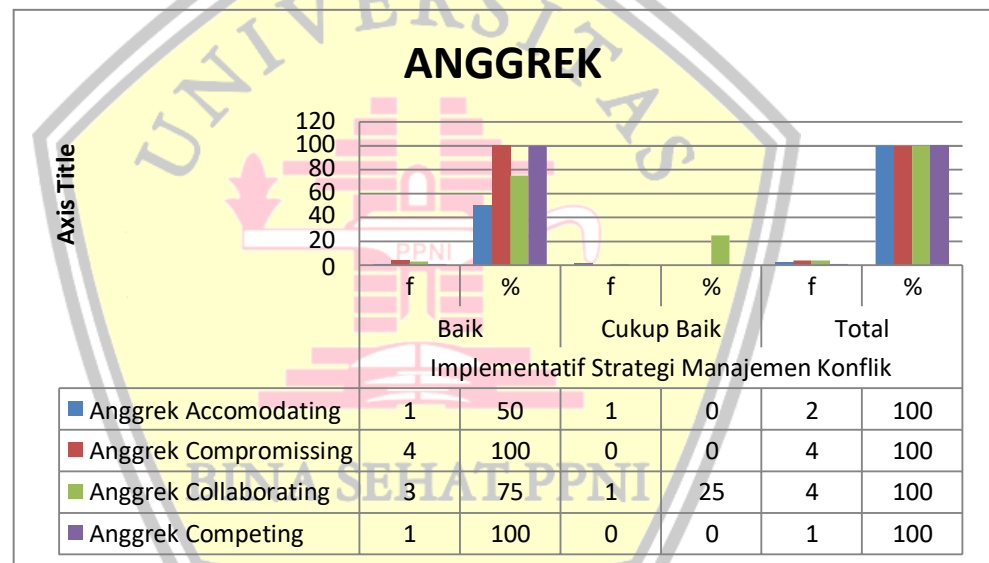 UNIVERSITAS
ANGGREK
Axis Title
120
100
80
60
40
20
0
PPNI
f % f % f %
Baik Cukup Baik Total
Implementatif Strategi Manajemen Konflik
Anggrek Accomodating 1 50 1 0 2 100
Anggrek Compromissing 4 100 0 0 4 100
Anggrek Collaborating 3 75 1 25 4 100
BINA SEHAT PPNI
Anggrek Competing 1 100 0 0 1 100